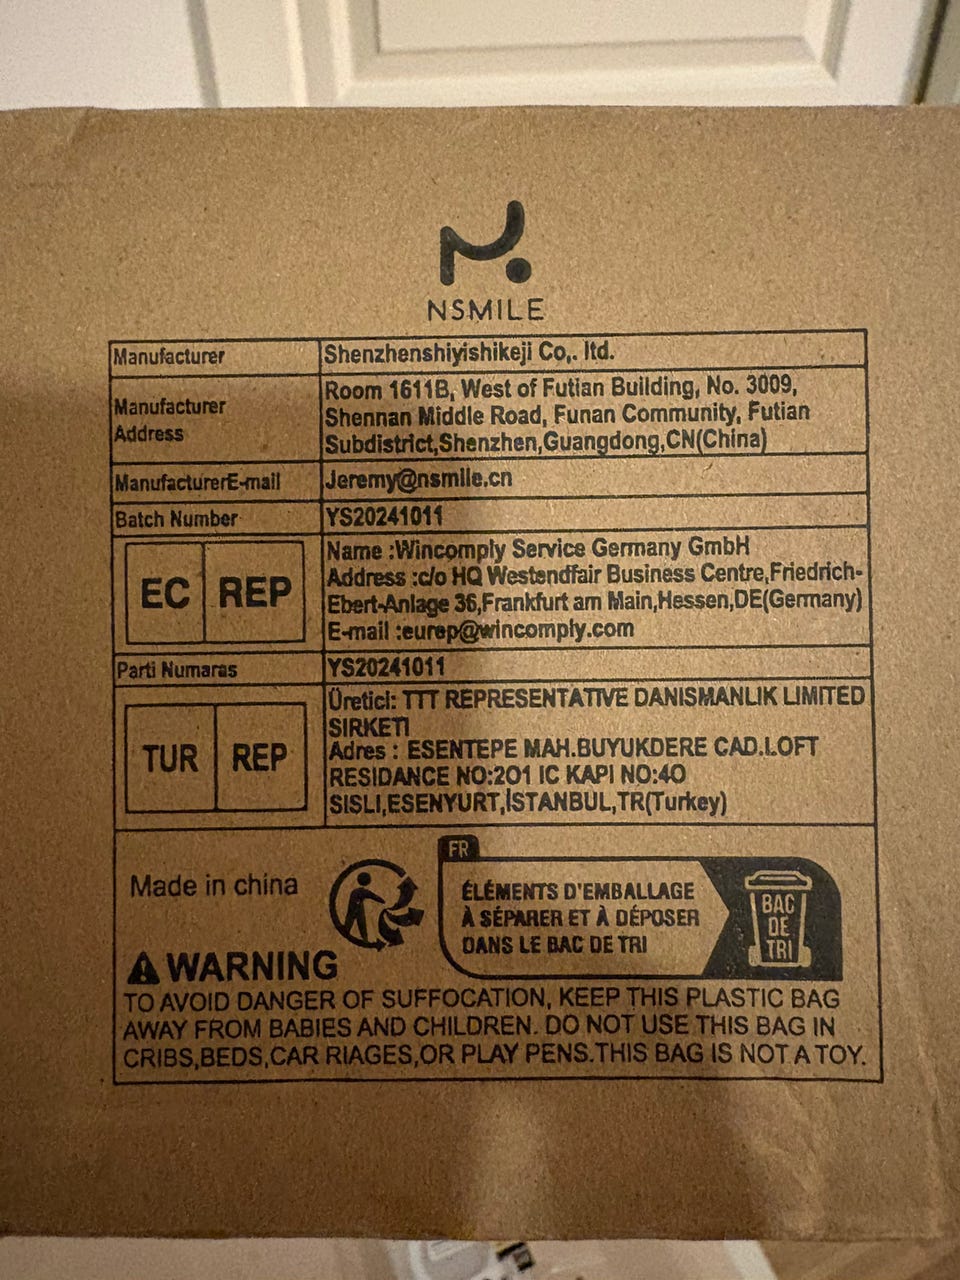 NSMILE
Manufacturer
Shenzhenshiyishikeji Co,. ltd.
Manufacturer
Address
Room 1611B, West of Futian Building, No. 3009,
Shennan Middle Road, Funan Community, Futian
Subdistrict,Shenzhen,Guangdong,CN(China)
ManufacturerE-mail
Jeremy@nsmile.cn
Batch Number
YS20241011
EC REP
Name :Wincomply Service Germany GmbH
Address :c/o HQ Westendfair Business Centre,Friedrich-
Ebert-Anlage 36,Frankfurt am Main,Hessen,DE(Germany)
E-mail :eurep@wincomply.com
Parti Numaras
YS20241011
TUR REP
Üretici: TTT REPRESENTATIVE DANISMANLIK LIMITED
SIRKETI
Adres : ESENTEPE MAH.BUYUKDERE CAD.LOFT
RESIDANCE NO:201 IC KAPI NO:40
SISLI,ESENYURT,İSTANBUL,TR(Turkey)
Made in china
FR
ÉLÉMENTS D'EMBALLAGE
À SÉPARER ET À DÉPOSER
DANS LE BAC DE TRI
BAC
DE
TRI
WARNING
TO AVOID DANGER OF SUFFOCATION, KEEP THIS PLASTIC BAG
AWAY FROM BABIES AND CHILDREN. DO NOT USE THIS BAG IN
CRIBS,BEDS,CAR RIAGES,OR PLAY PENS.THIS BAG IS NOT A TOY.